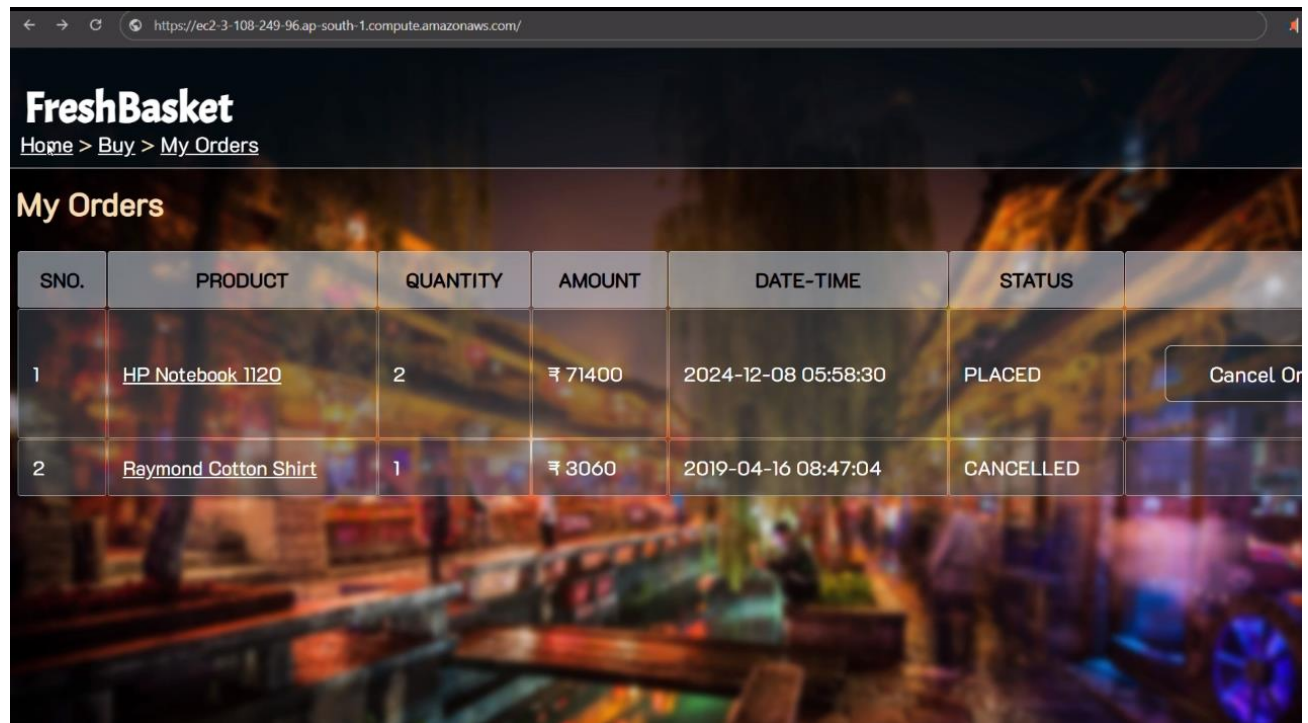 https://ec2-3-108-249-96.ap-south-1.compute.amazonaws.com/
FreshBasket
Home > Buy > My Orders
My Orders
SNO. PRODUCT QUANTITY AMOUNT DATE-TIME STATUS
1 HP Notebook 1120 2 ₹ 71400 2024-12-08 05:58:30 PLACED Cancel Or
2 Raymond Cotton Shirt 1 ₹ 3060 2019-04-16 08:47:04 CANCELLED